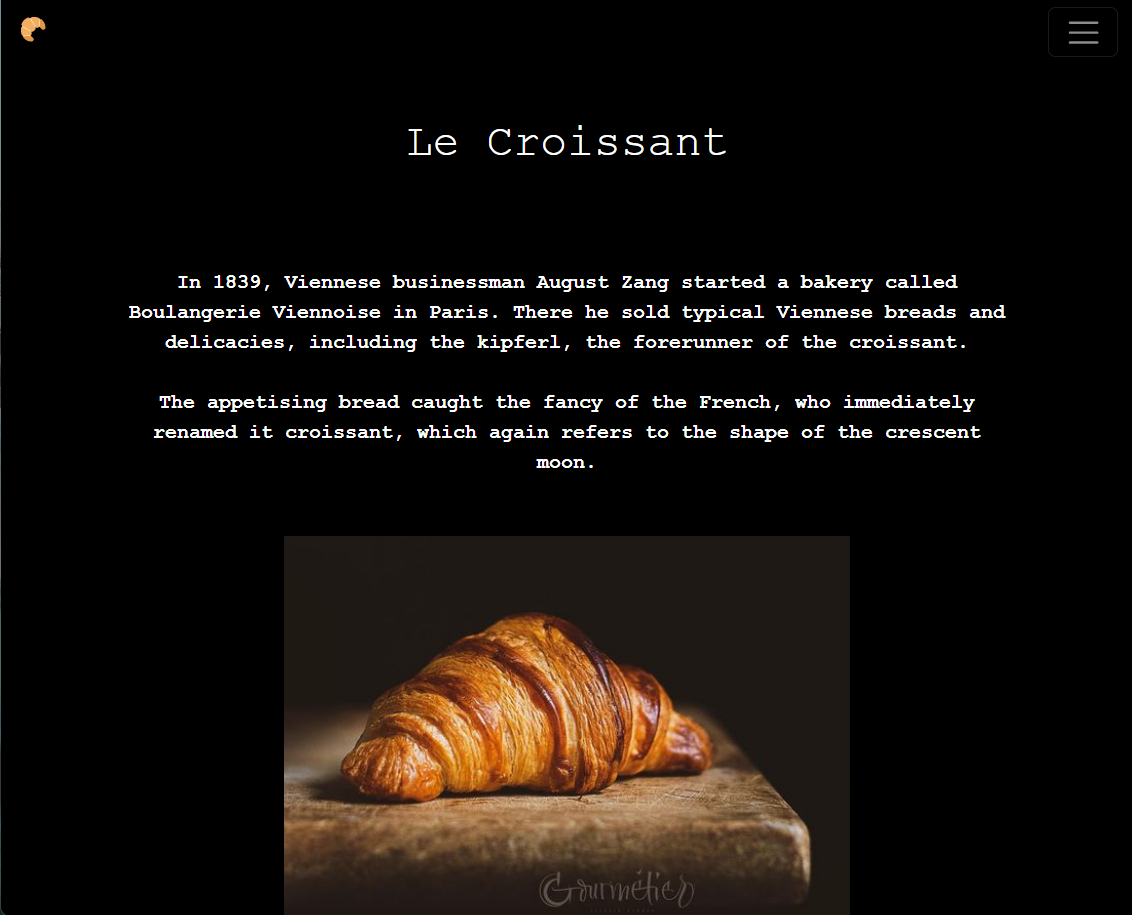 Le Croissant
In 1839, Viennese businessman August Zang started a bakery called
Boulangerie Viennoise in Paris. There he sold typical Viennese breads and
delicacies, including the kipferl, the forerunner of the croissant.
The appetising bread caught the fancy of the French, who immediately
renamed it croissant, which again refers to the shape of the crescent
moon.
Gourmétier